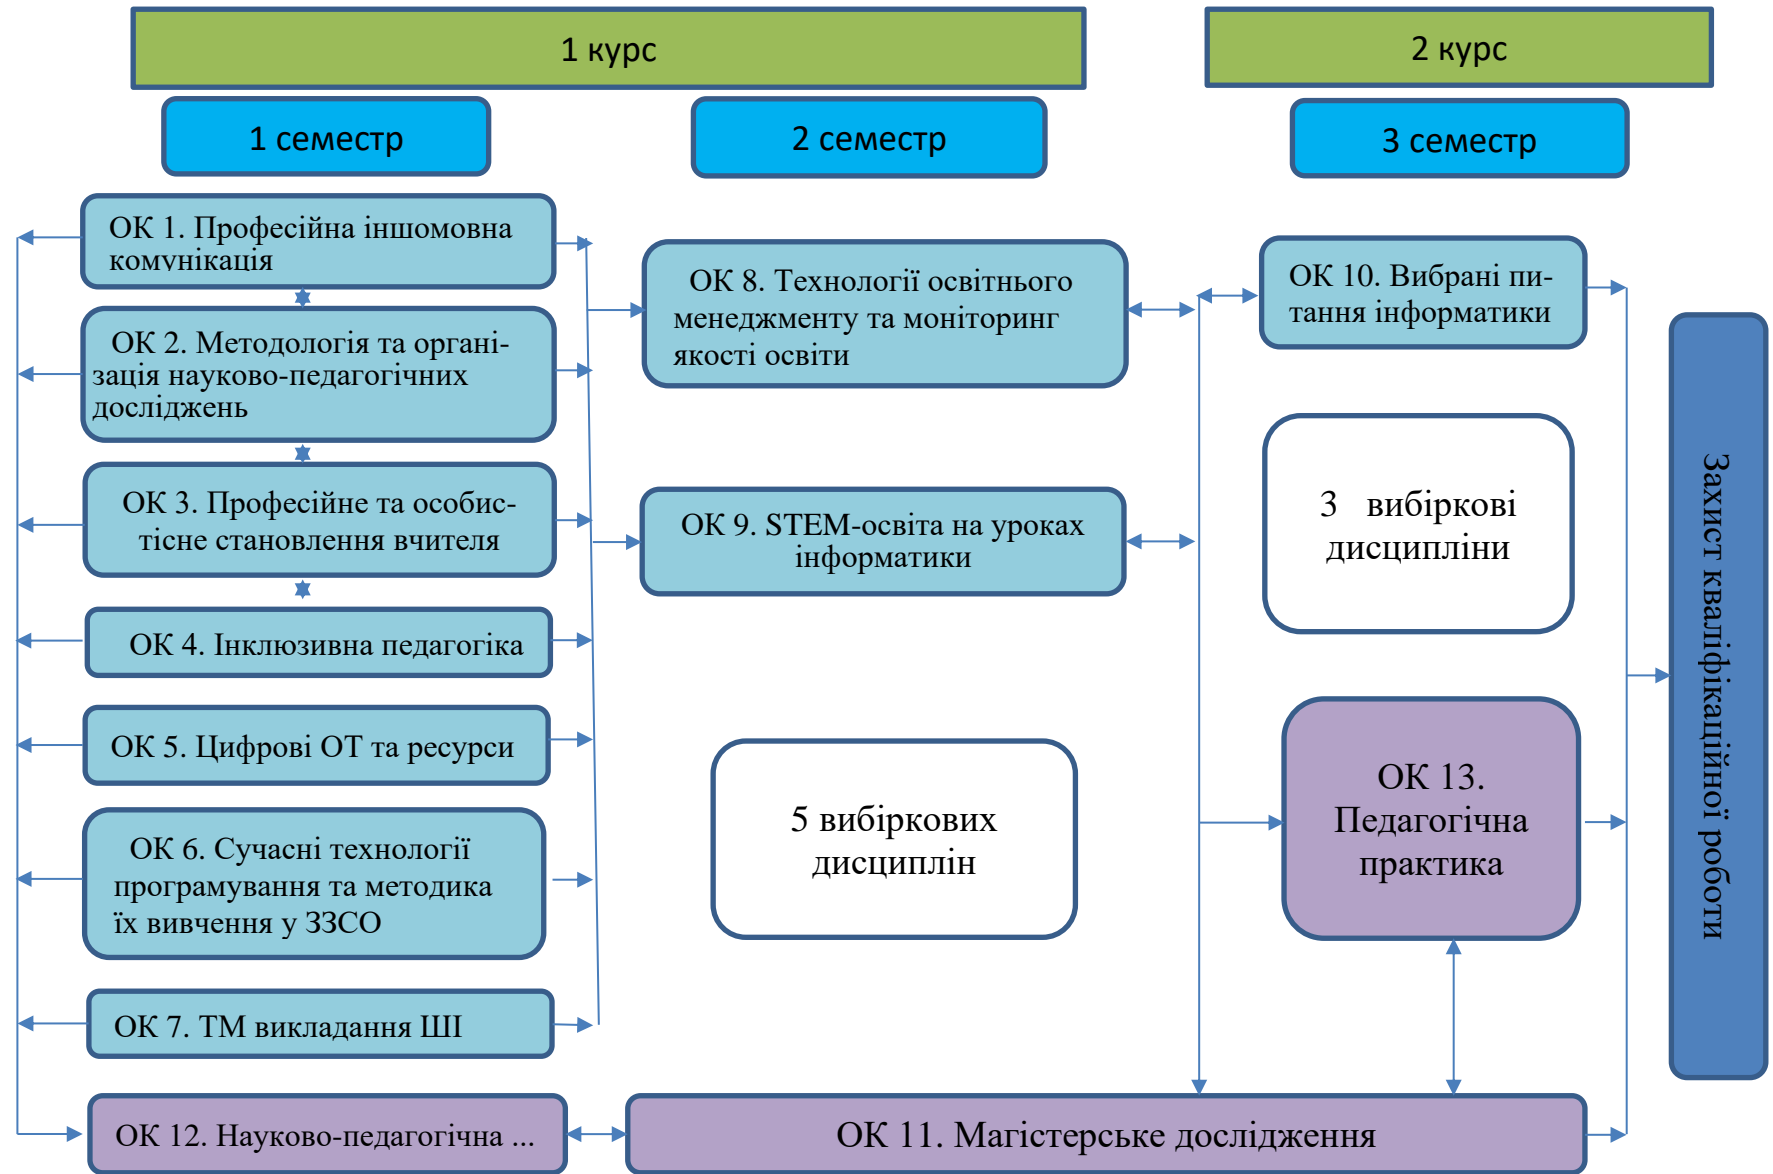 1 курс
2 курс
1 семестр
2 семестр
3 семестр
ОК 1. Професійна іншомовна
комунікація
ОК 2. Методологія та органі-
зація науково-педагогічних
досліджень
ОК 3. Професійне та особис-
тісне становлення вчителя
ОК 4. Інклюзивна педагогіка
ОК 5. Цифрові ОТ та ресурси
ОК 6. Сучасні технології
програмування та методика
їх вивчення у ЗЗСО
ОК 7. ТМ викладання ШІ
ОК 12. Науково-педагогічна ...
ОК 8. Технології освітнього
менеджменту та моніторинг
якості освіти
ОК 9. STEM-освіта на уроках
інформатики
5 вибіркових
дисциплін
ОК 11. Магістерське дослідження
ОК 10. Вибрані пи-
тання інформатики
3 вибіркові
дисципліни
ОК 13.
Педагогічна
практика
Захист кваліфікаційної роботи